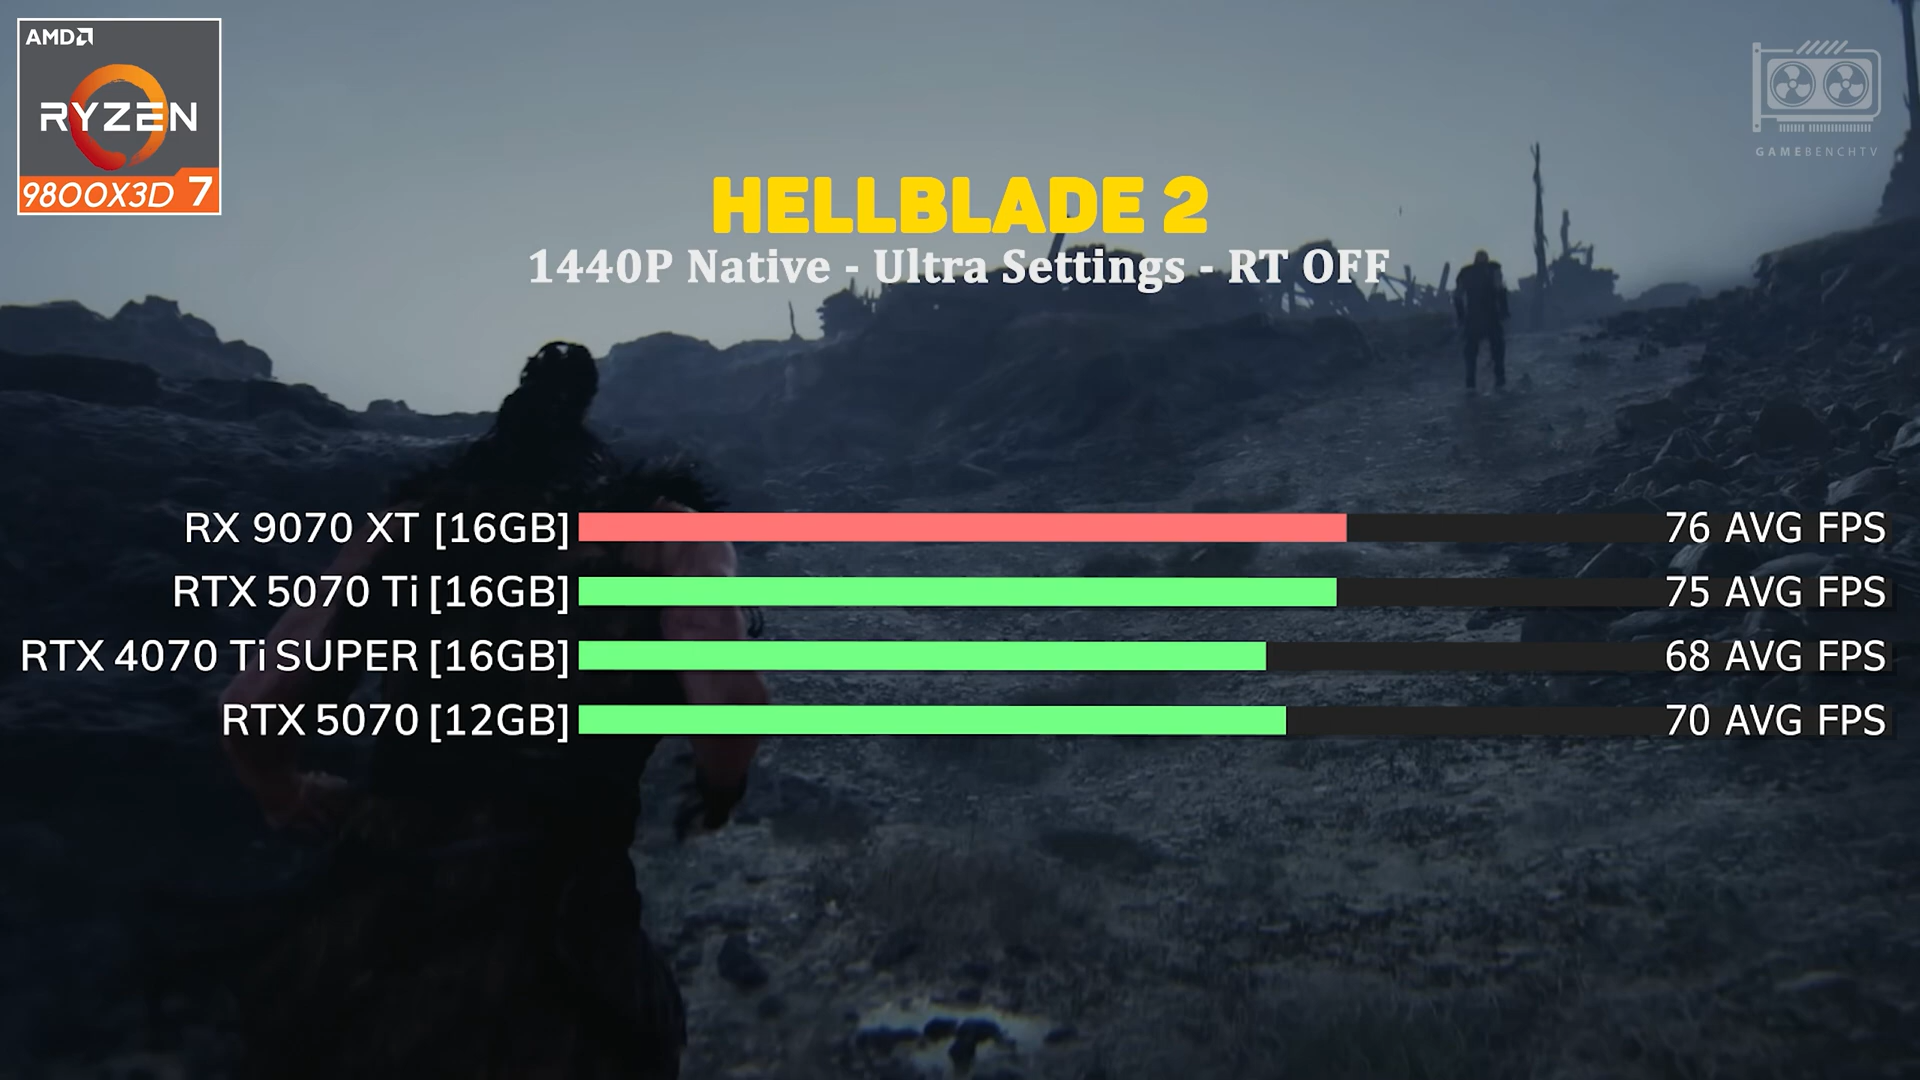 AMD
RYZEN
9800X3D 7
GAMEBENCHTV
HELLBLADE 2
1440P Native - Ultra Settings - RT OFF
RX 9070 XT [16GB] 76 AVG FPS
RTX 5070 Ti [16GB] 75 AVG FPS
RTX 4070 Ti SUPER [16GB] 68 AVG FPS
RTX 5070 [12GB] 70 AVG FPS